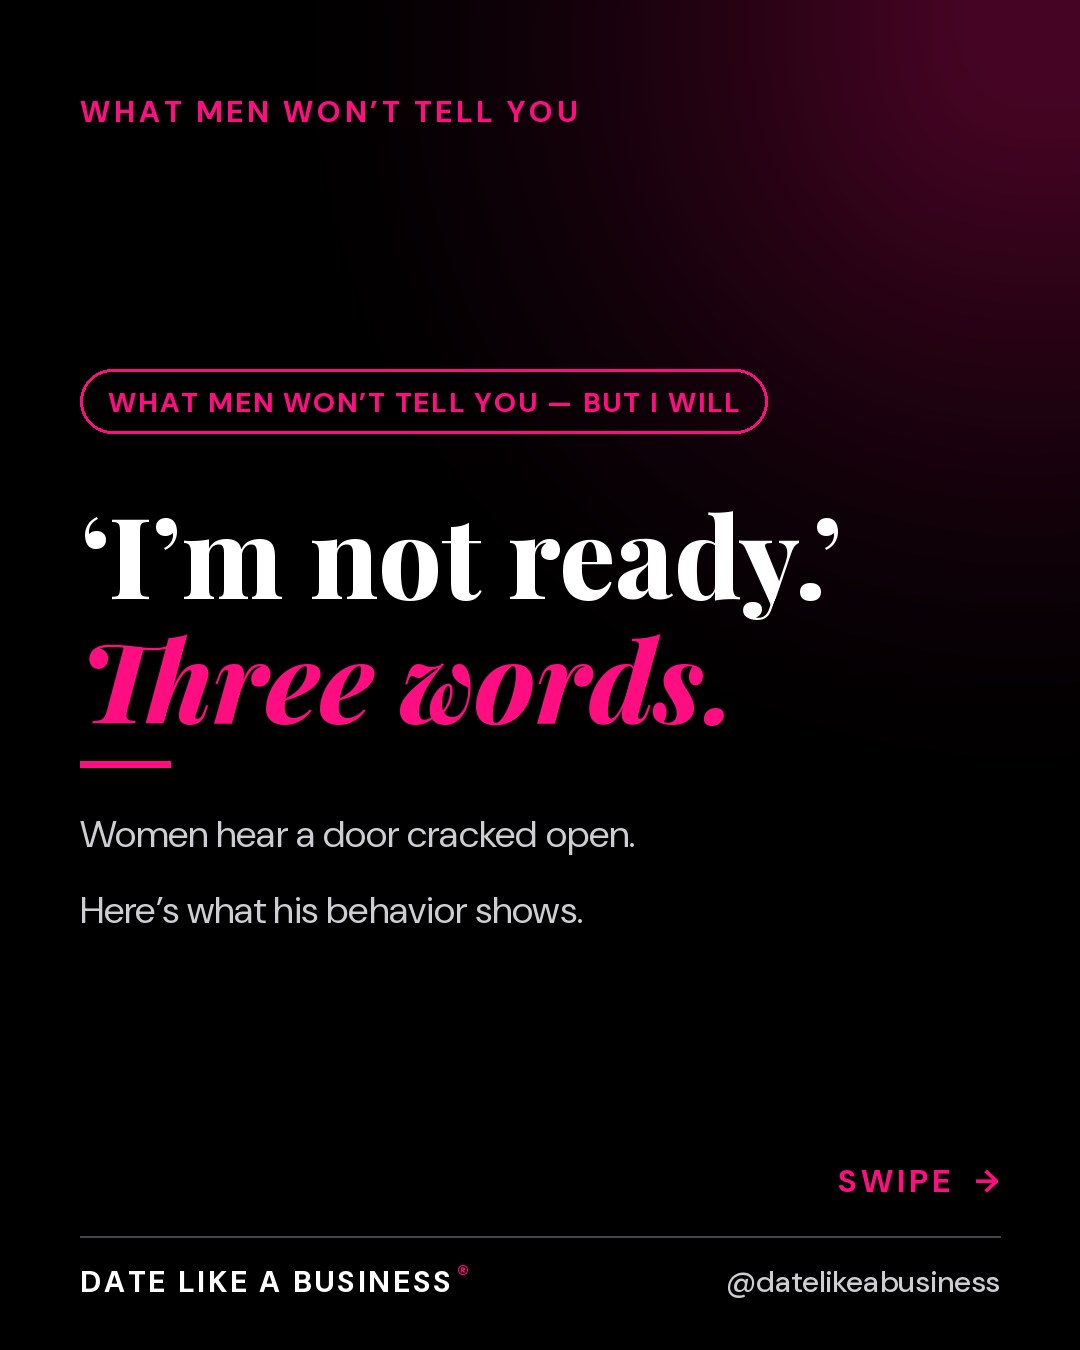 WHAT MEN WON’T TELL YOU
WHAT MEN WON’T TELL YOU — BUT I WILL
‘I’m not ready.’
Three words.
Women hear a door cracked open.
Here’s what his behavior shows.
SWIPE →
DATE LIKE A BUSINESS®
@datelikeabusiness